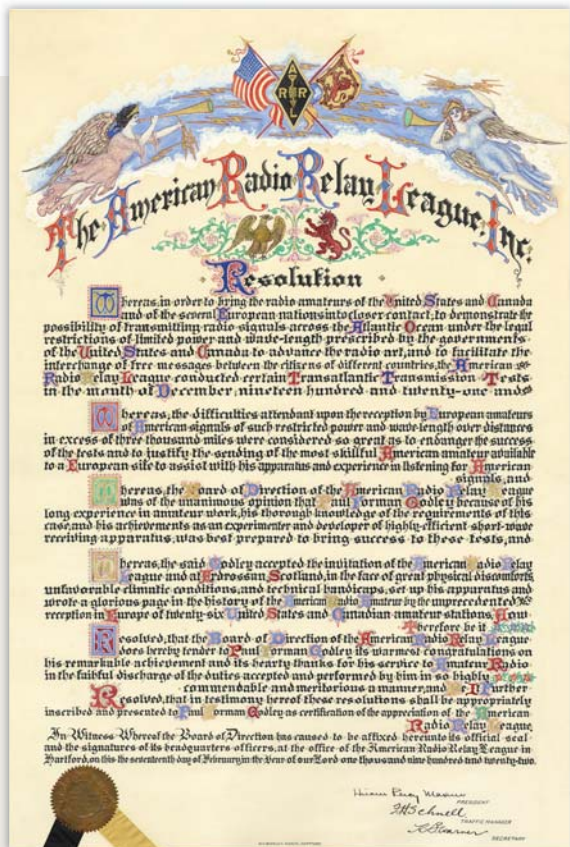 A
R R
L
The American Radio Relay League, Inc.
Resolution
Whereas, in order to bring the radio amateurs of the United States and Canada
and of the several European nations into closer contact; to demonstrate the
possibility of transmitting radio signals across the Atlantic Ocean under the legal
restrictions of limited power and wave-length prescribed by the governments
of the United States and Canada to advance the radio art, and to facilitate the
interchange of free messages between the citizens of different countries, the American
Radio Relay League conducted certain Transatlantic Transmission Tests
in the month of December, nineteen hundred and twenty-one and
Whereas, the difficulties attendant upon the reception by European amateurs
of American signals of such restricted power and wave-length over distances
in excess of three thousand miles were considered so great as to endanger the success
of the tests and to justify the sending of the most skillful American amateur available
to a European site to assist with his apparatus and experience in listening for American
signals, and
Whereas, the Board of Direction of the American Radio Relay League
was of the unanimous opinion that Paul Forman Godley because of his
long experience in amateur work, his thorough knowledge of the requirements of this
case, and his achievements as an experimenter and developer of highly-efficient short-wave
receiving apparatus, was best prepared to bring success to these tests, and
Whereas, the said Godley accepted the invitation of the American Radio Relay
League and at Ardrossan, Scotland, in the face of great physical discomforts,
unfavorable climatic conditions, and technical handicaps, set up his apparatus and
wrote a glorious page in the history of the American Radio Amateur by the unprecedented
reception in Europe of twenty-six United States and Canadian amateur stations, Now
Therefore be it
Resolved, that the Board of Direction of the American Radio Relay League
does hereby tender to Paul Forman Godley its warmest congratulations on
his remarkable achievement and its hearty thanks for his service to Amateur Radio
in the faithful discharge of the duties accepted and performed by him in so highly
commendable and meritorious a manner, and Be It Further
Resolved, that in testimony hereof these resolutions shall be appropriately
inscribed and presented to Paul Forman Godley as certification of the appreciation of the American
Radio Relay League.
In Witness Whereof the Board of Direction has caused to be affixed hereunto its official seal
and the signatures of its headquarters officers, at the office of the American Radio Relay League in
Hartford, on this the seventeenth day of February in the Year of our Lord one thousand nine hundred and twenty-two.
Hiram Percy Maxim
PRESIDENT
F H Schnell
TRAFFIC MANAGER
K B Warner
SECRETARY